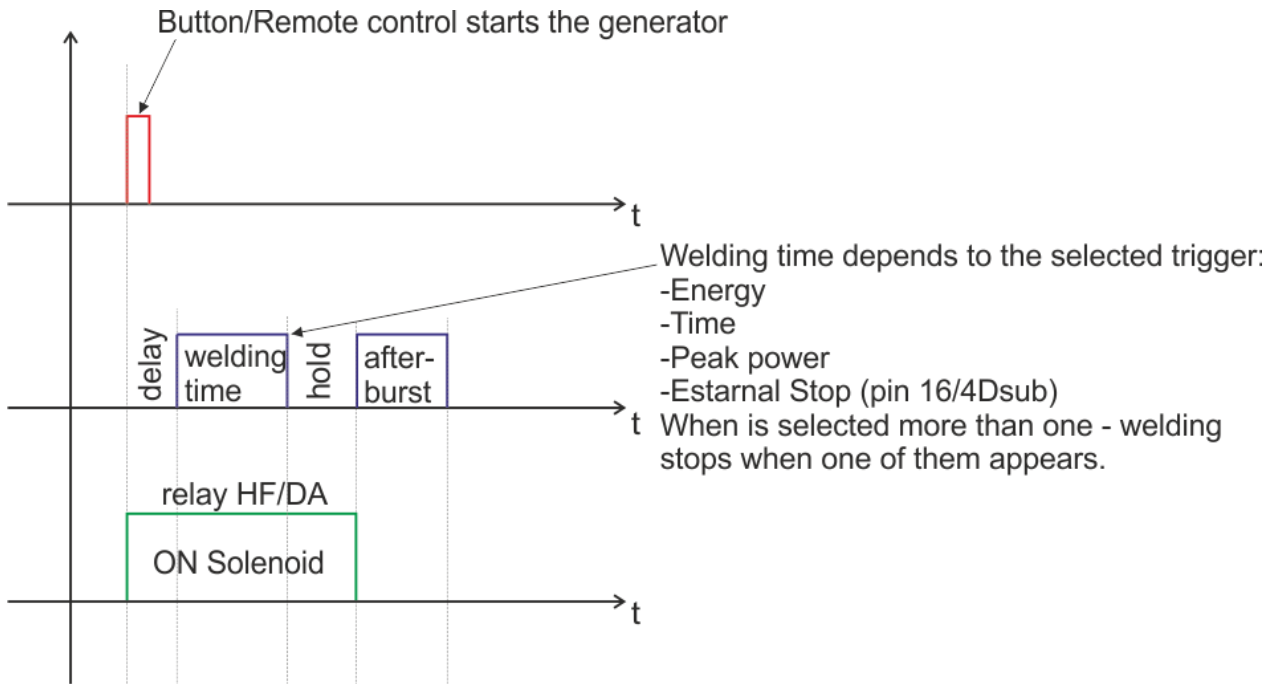 Button/Remote control starts the generator
t
Welding time depends to the selected trigger:
-Energy
-Time
-Peak power
-Estarnal Stop (pin 16/4Dsub)
When is selected more than one - welding
stops when one of them appears.
delay
welding
time
hold
after-
burst
t
relay HF/DA
ON Solenoid
t